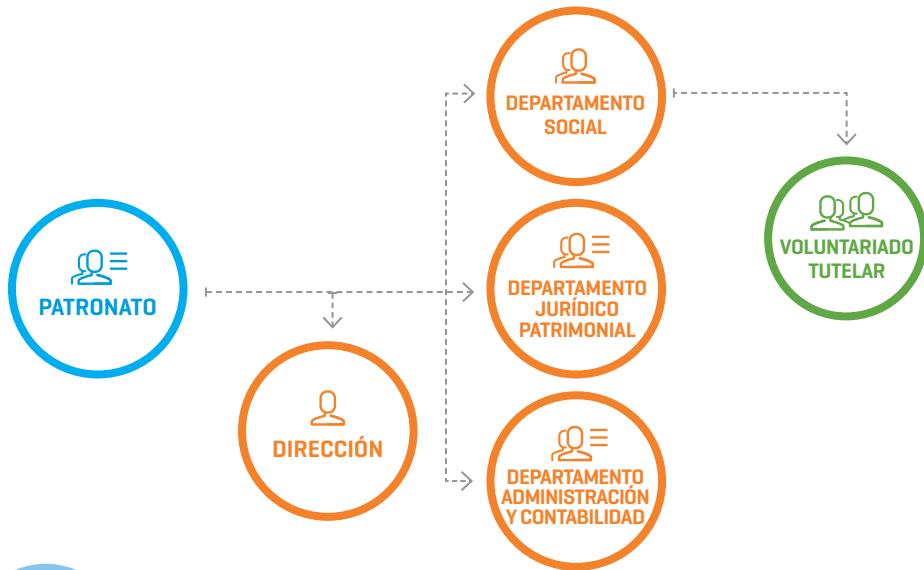 DEPARTAMENTO
SOCIAL
VOLUNTARIADO
TUTELAR
PATRONATO
DEPARTAMENTO
JURÍDICO
PATRIMONIAL
DIRECCIÓN
DEPARTAMENTO
ADMINISTRACIÓN
Y CONTABILIDAD